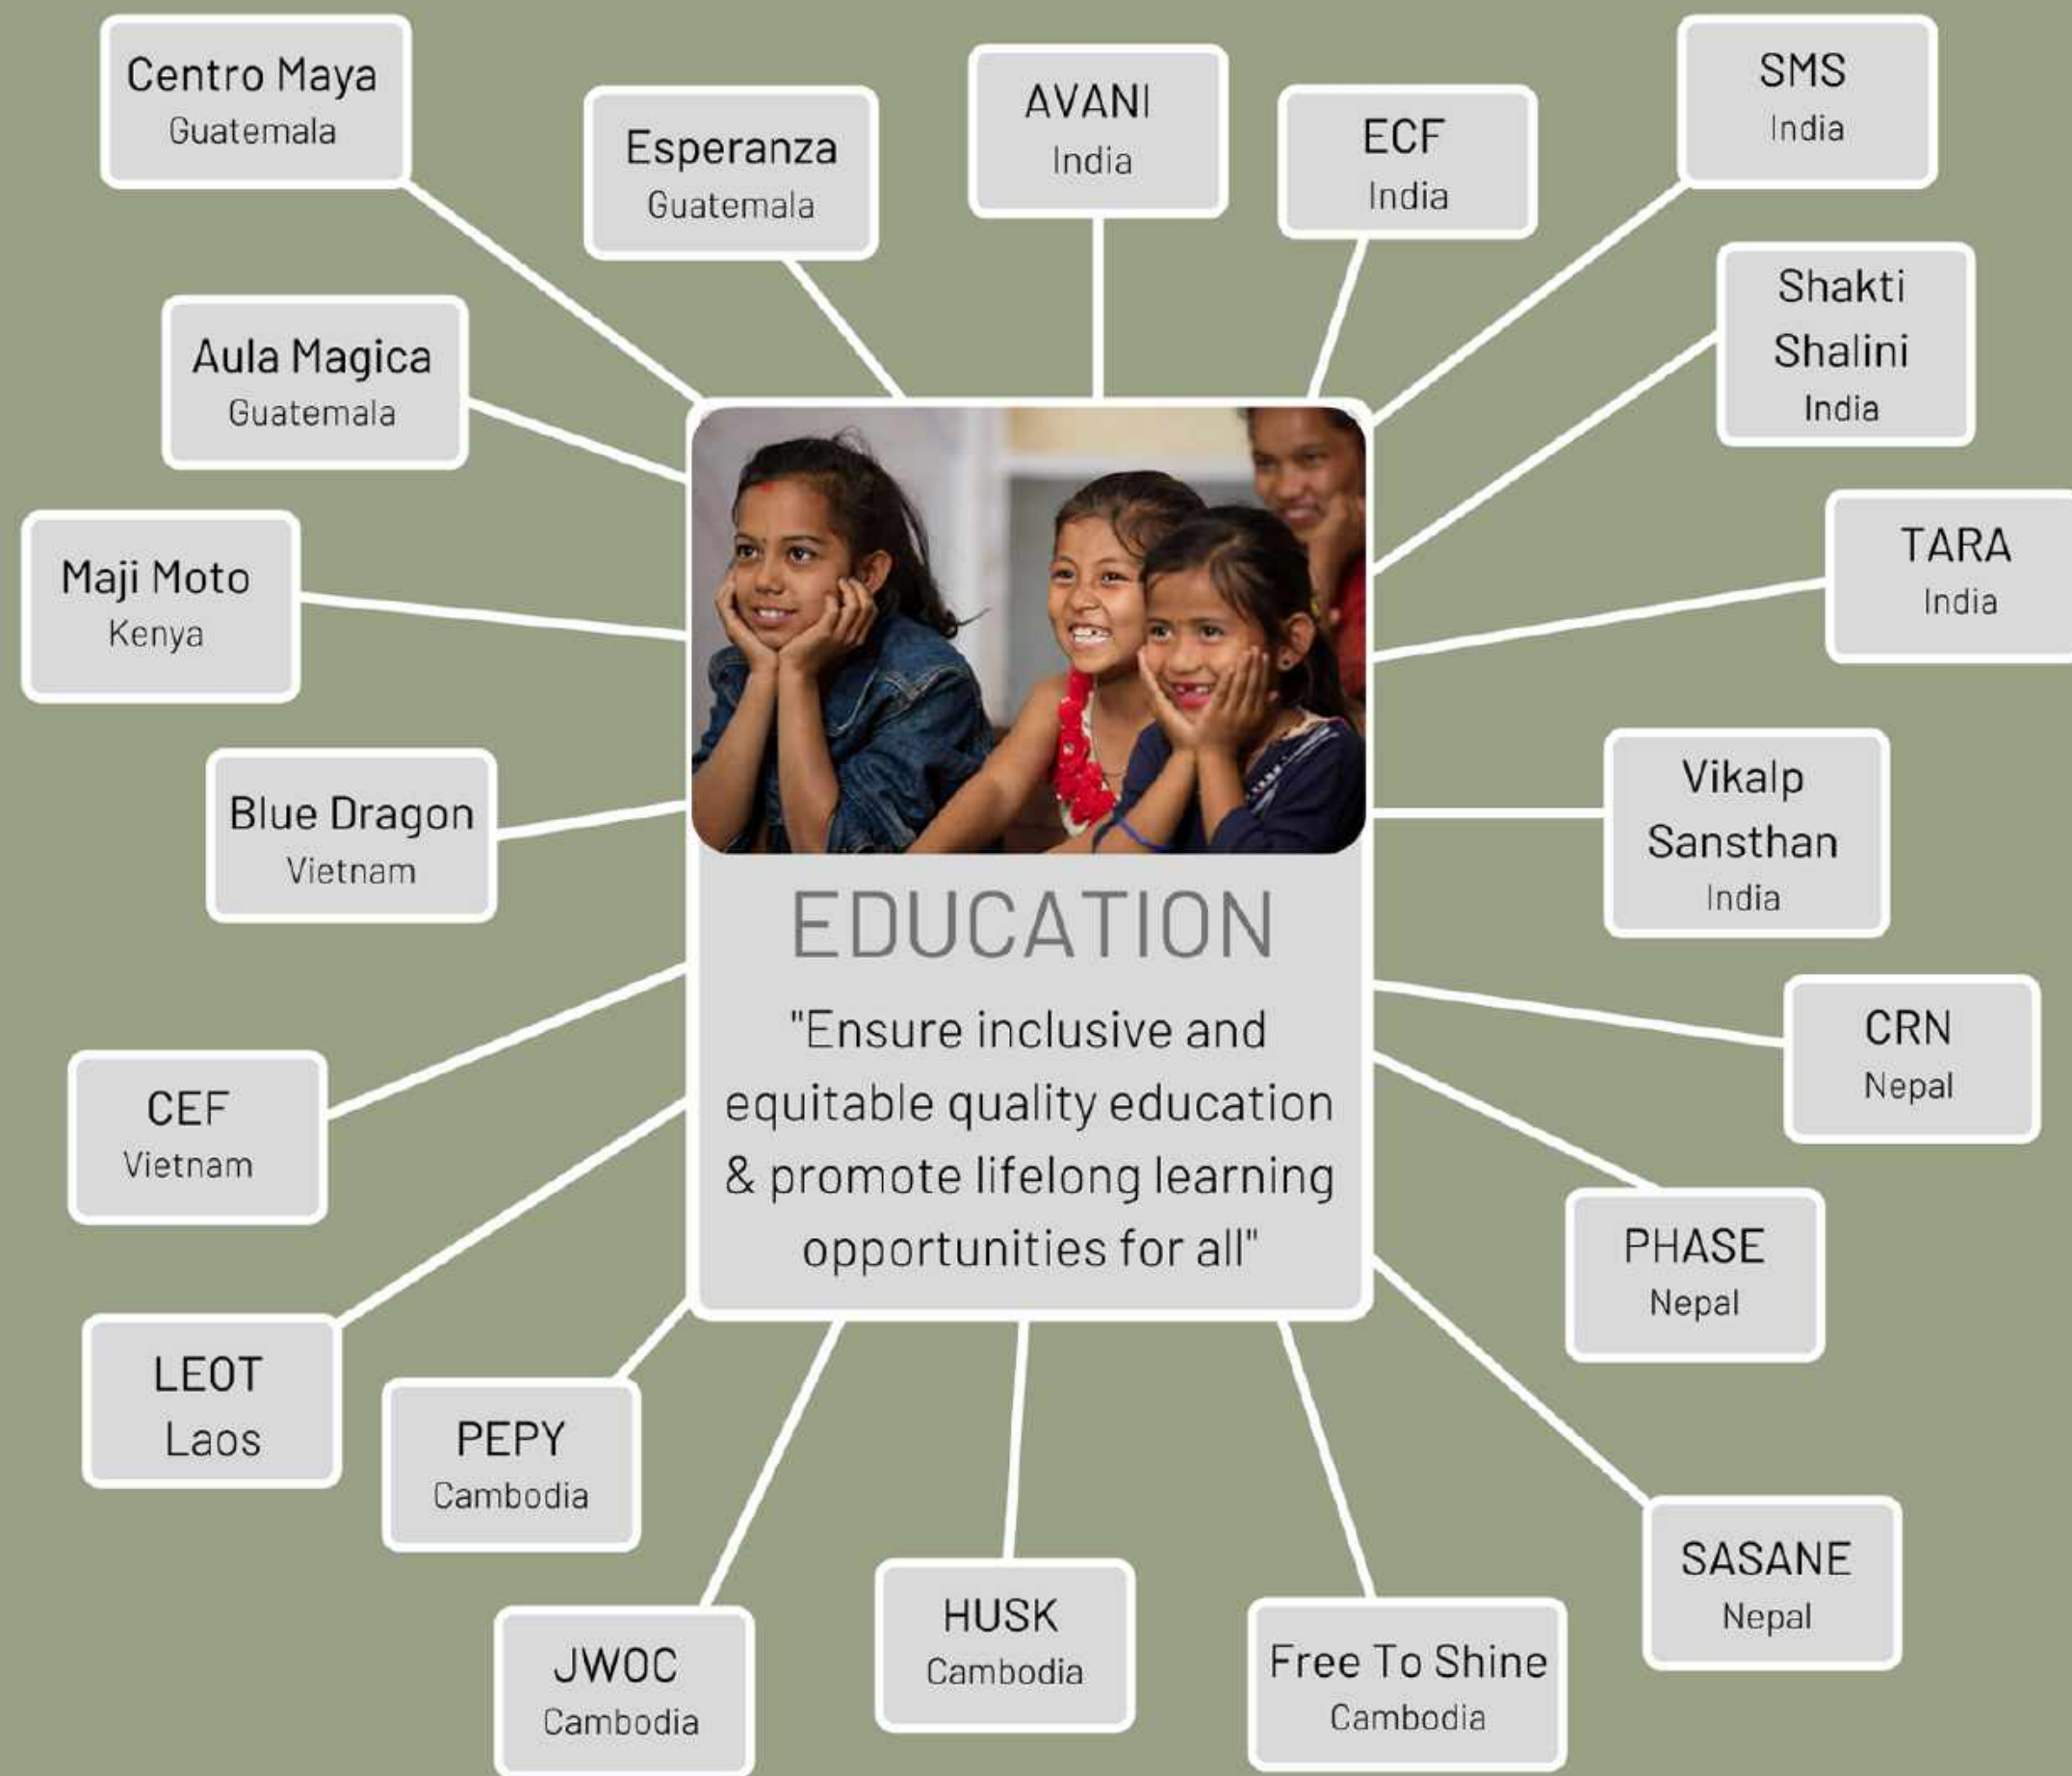 Centro Maya
Guatemala
Esperanza
Guatemala
AVANI
India
ECF
India
SMS
India
Aula Magica
Guatemala
Shakti
Shalini
India
Maji Moto
Kenya
TARA
India
Blue Dragon
Vietnam
Vikalp
Sansthan
India
EDUCATION
"Ensure inclusive and
equitable quality education
& promote lifelong learning
opportunities for all"
CEF
Vietnam
CRN
Nepal
LEOT
Laos
PHASE
Nepal
PEPY
Cambodia
JWOC
Cambodia
HUSK
Cambodia
Free To Shine
Cambodia
SASANE
Nepal